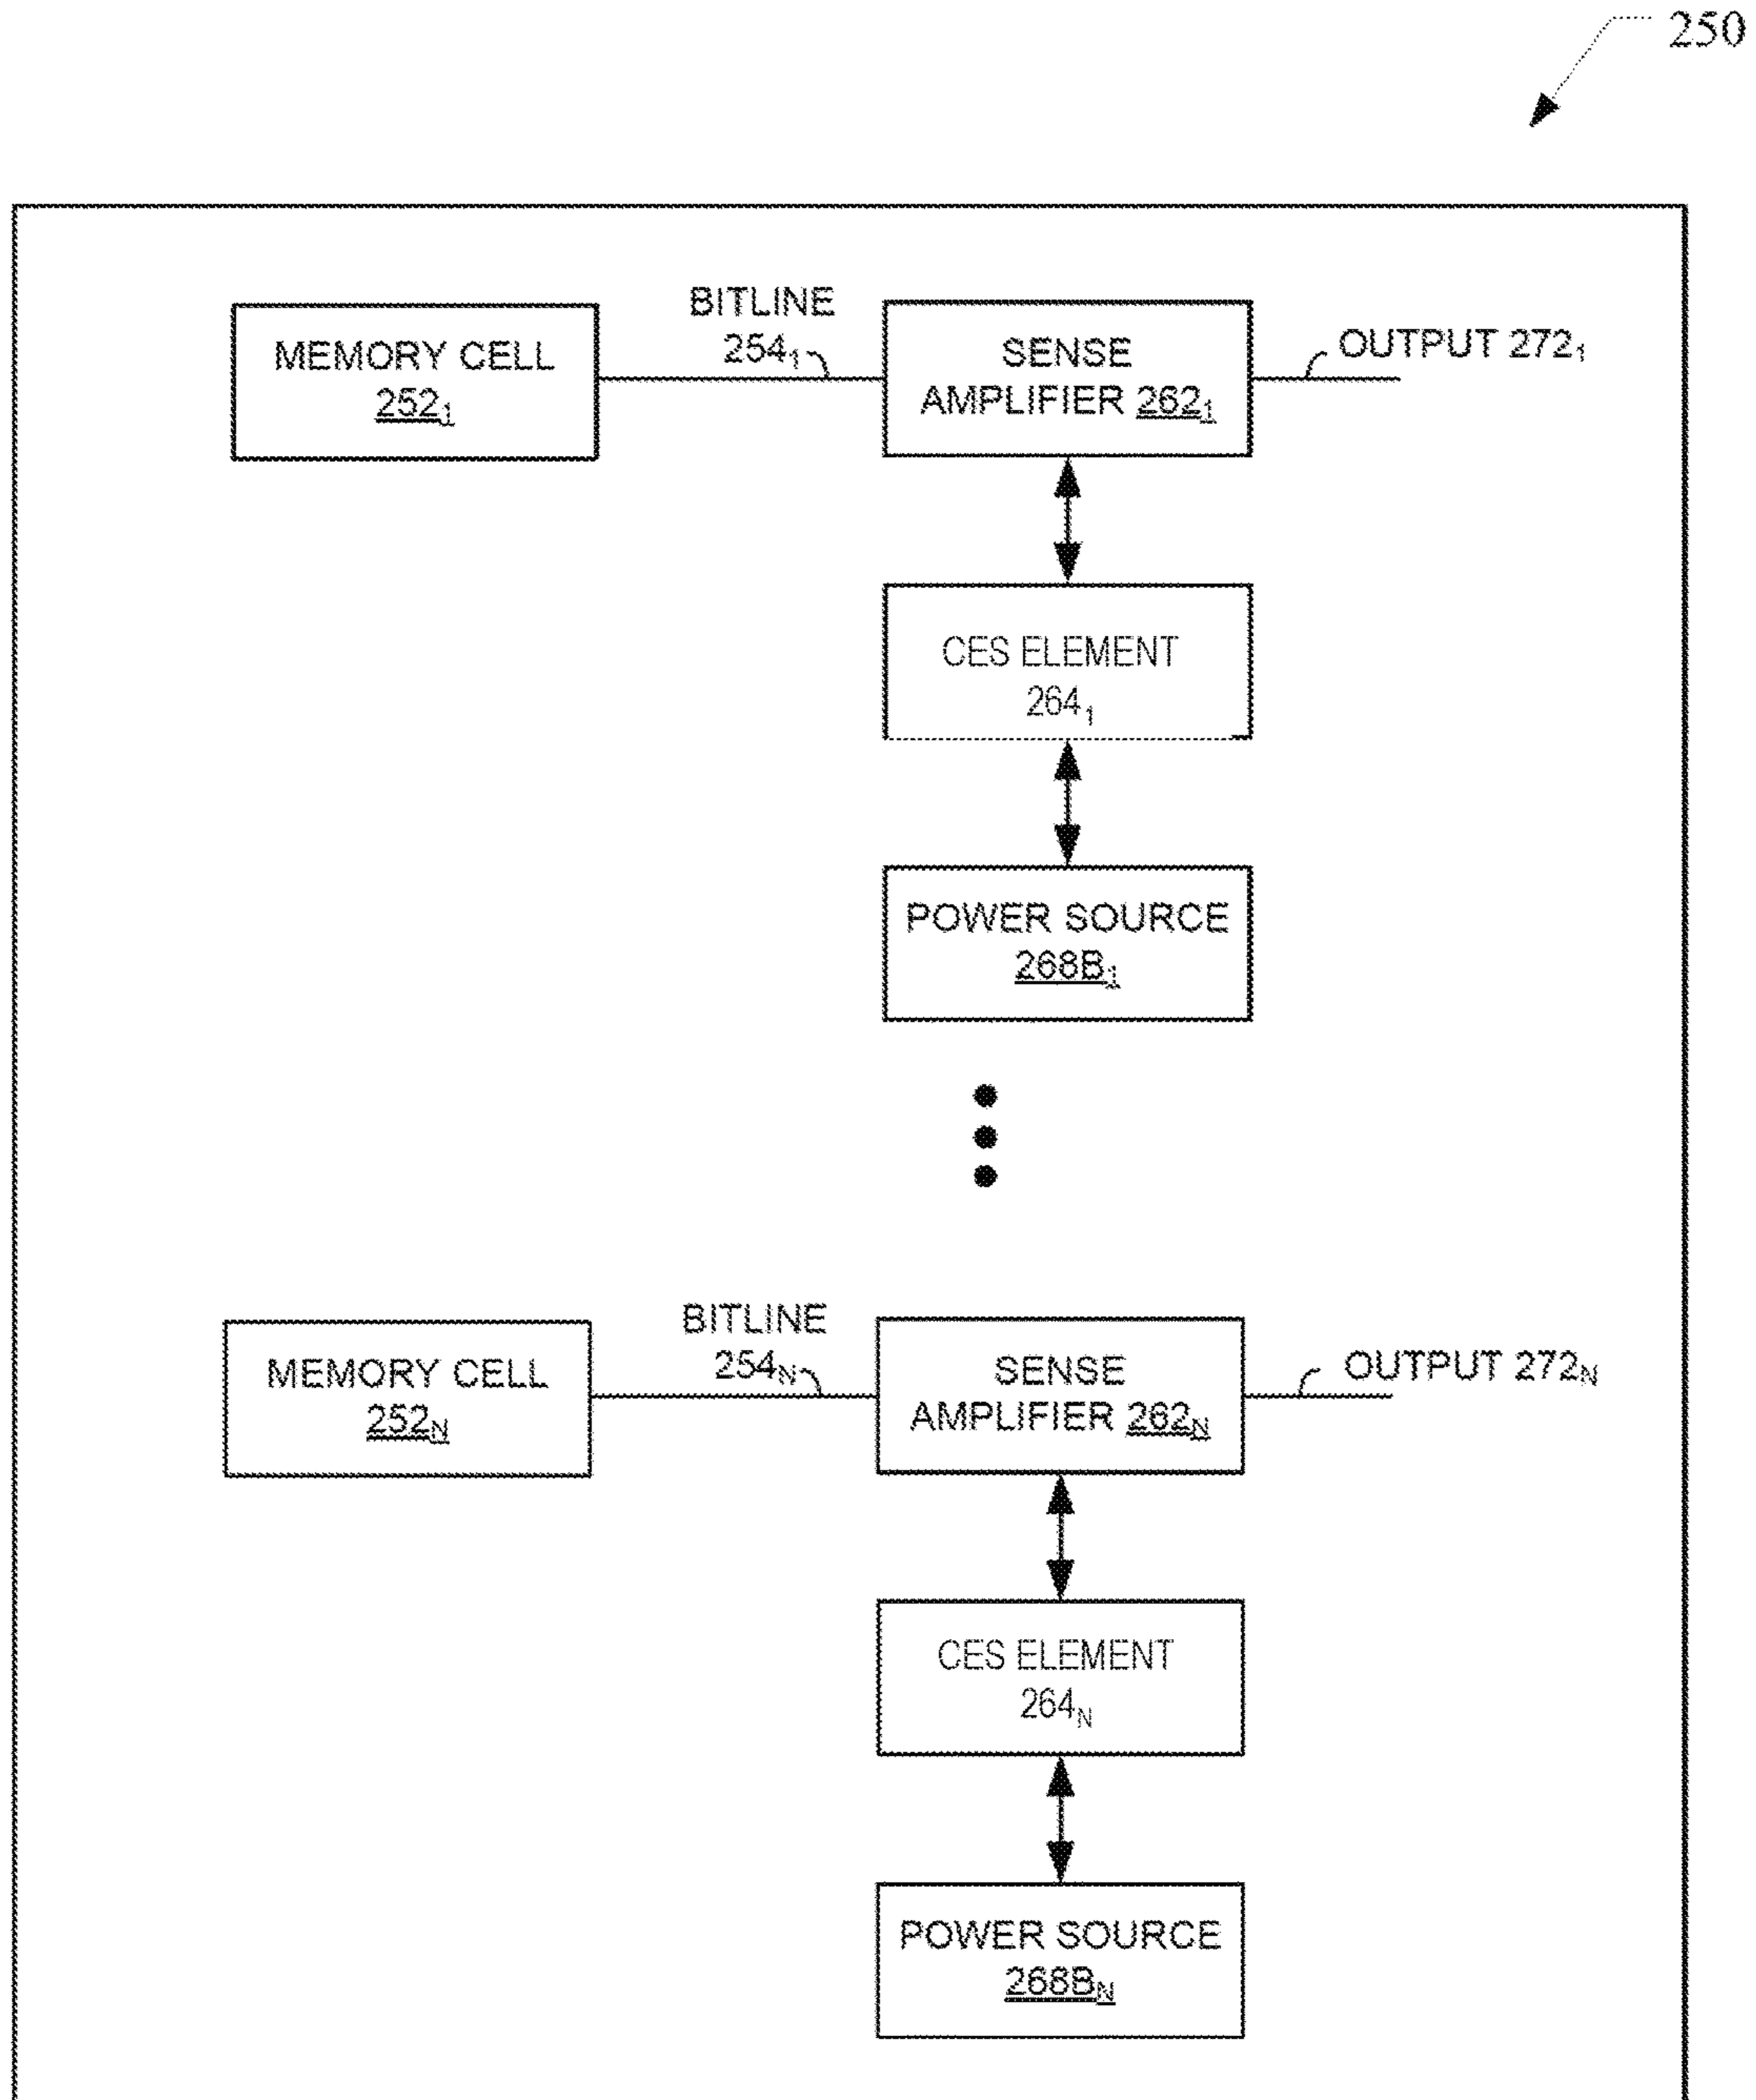 250
BITLINE
254₁
MEMORY CELL
252₁
SENSE
AMPLIFIER 262₁
OUTPUT 272₁
CES ELEMENT
264₁
POWER SOURCE
268B₁
BITLINE
254N
MEMORY CELL
252N
SENSE
AMPLIFIER 262N
OUTPUT 272N
CES ELEMENT
264N
POWER SOURCE
268BN